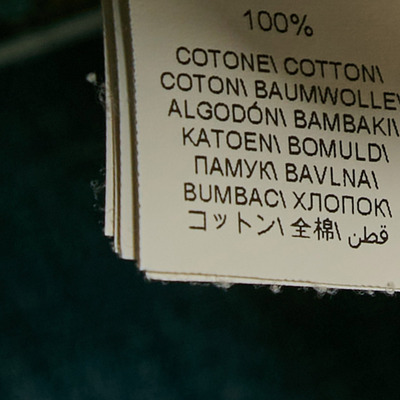 100%
COTONE\ COTTON\
COTON\ BAUMWOLLE\
ALGODÓN\ BAMBAKI\
KATOEN\ BOMULD\
ПАМУК\ BAVLNA\
BUMBAC\ ХЛОПОК\
コットン\ 全棉\ قطن